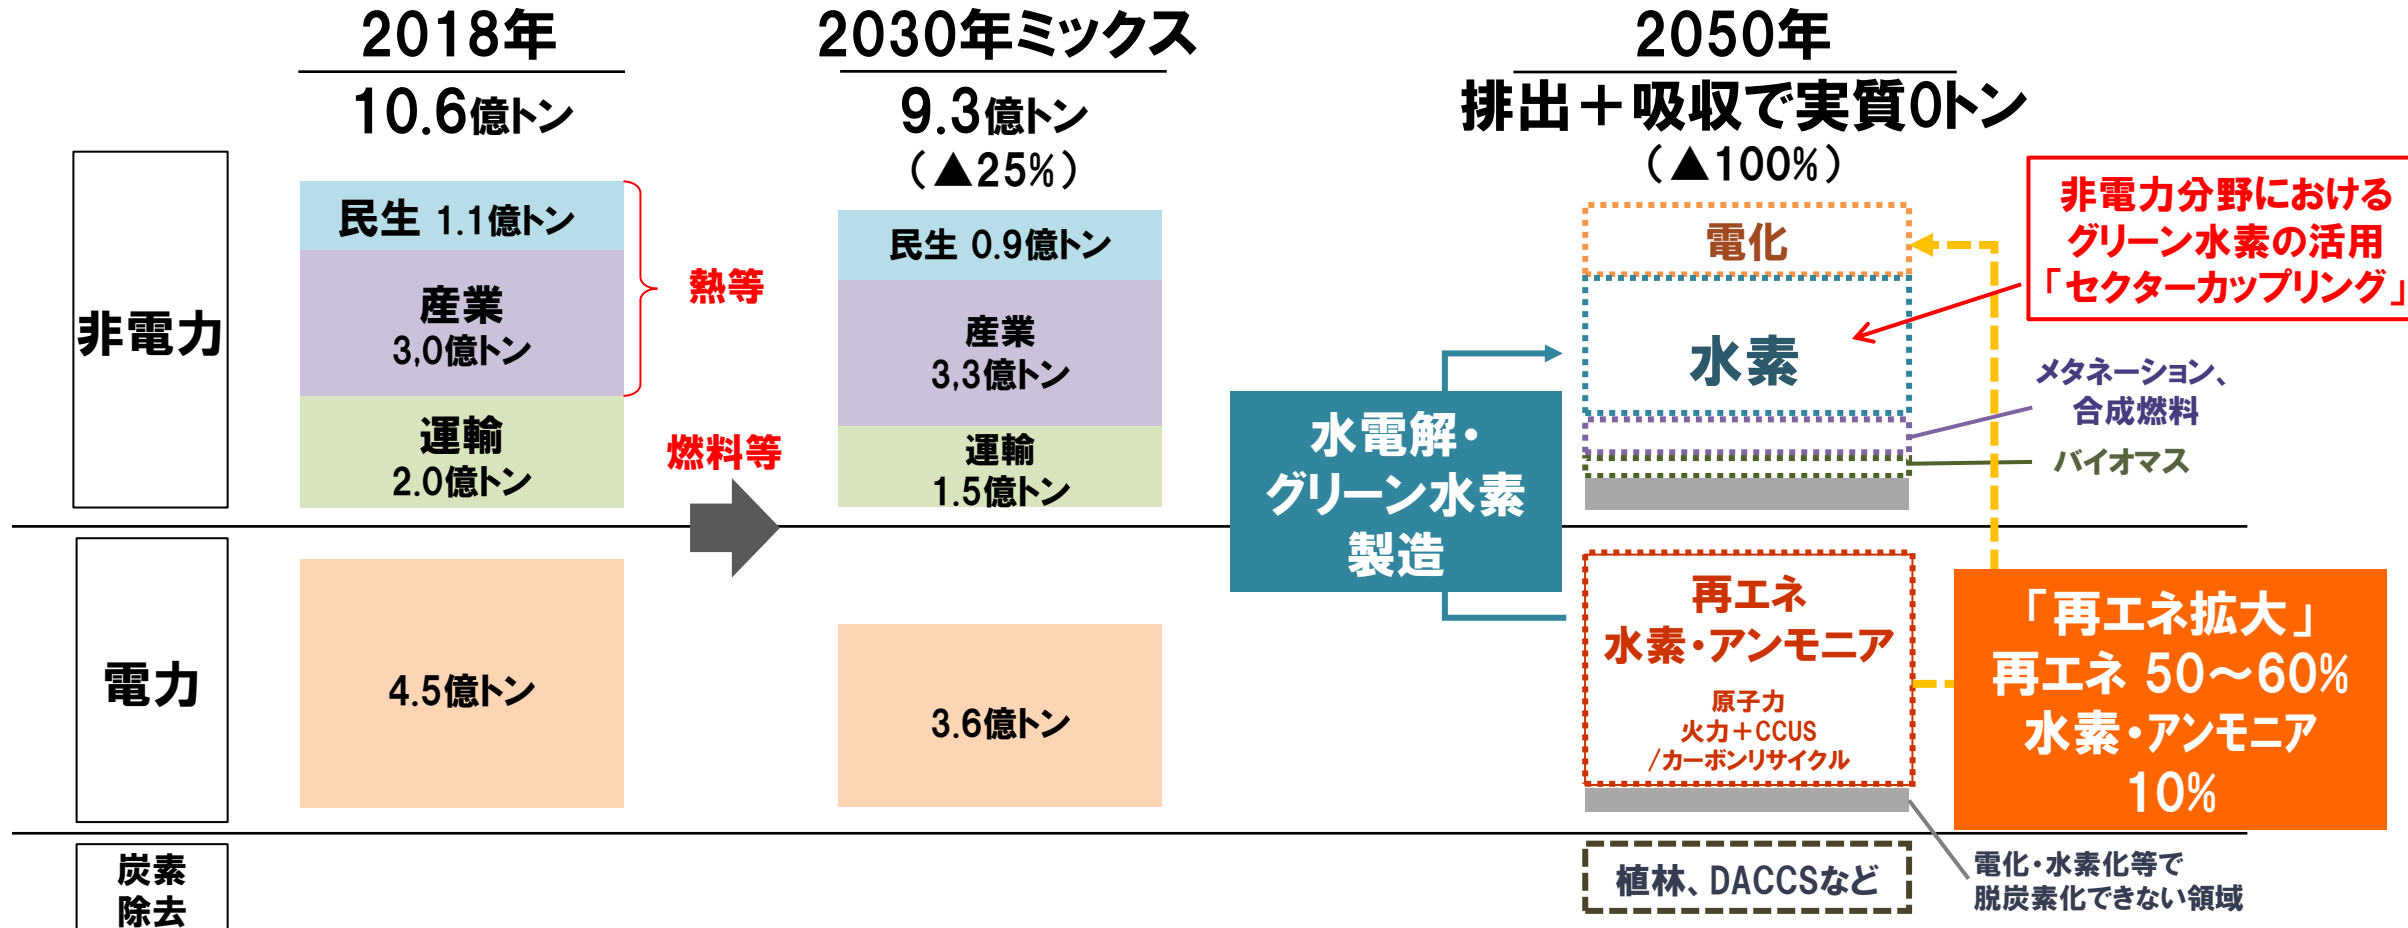 2018年
10.6億トン
2030年ミックス
9.3億トン
（▲25%）
2050年
排出＋吸収で実質0トン
（▲100%）
非電力
民生 1.1億トン
産業
3,0億トン
運輸
2.0億トン
熱等
燃料等
民生 0.9億トン
産業
3,3億トン
運輸
1.5億トン
水電解・
グリーン水素
製造
電化
水素
非電力分野における
グリーン水素の活用
「セクターカップリング」
メタネーション、
合成燃料
バイオマス
電力
4.5億トン
3.6億トン
再エネ
水素・アンモニア
原子力
火力＋CCUS
/カーボンリサイクル
「再エネ拡大」
再エネ 50～60%
水素・アンモニア
10%
炭素
除去
植林、DACCSなど
電化・水素化等で
脱炭素化できない領域